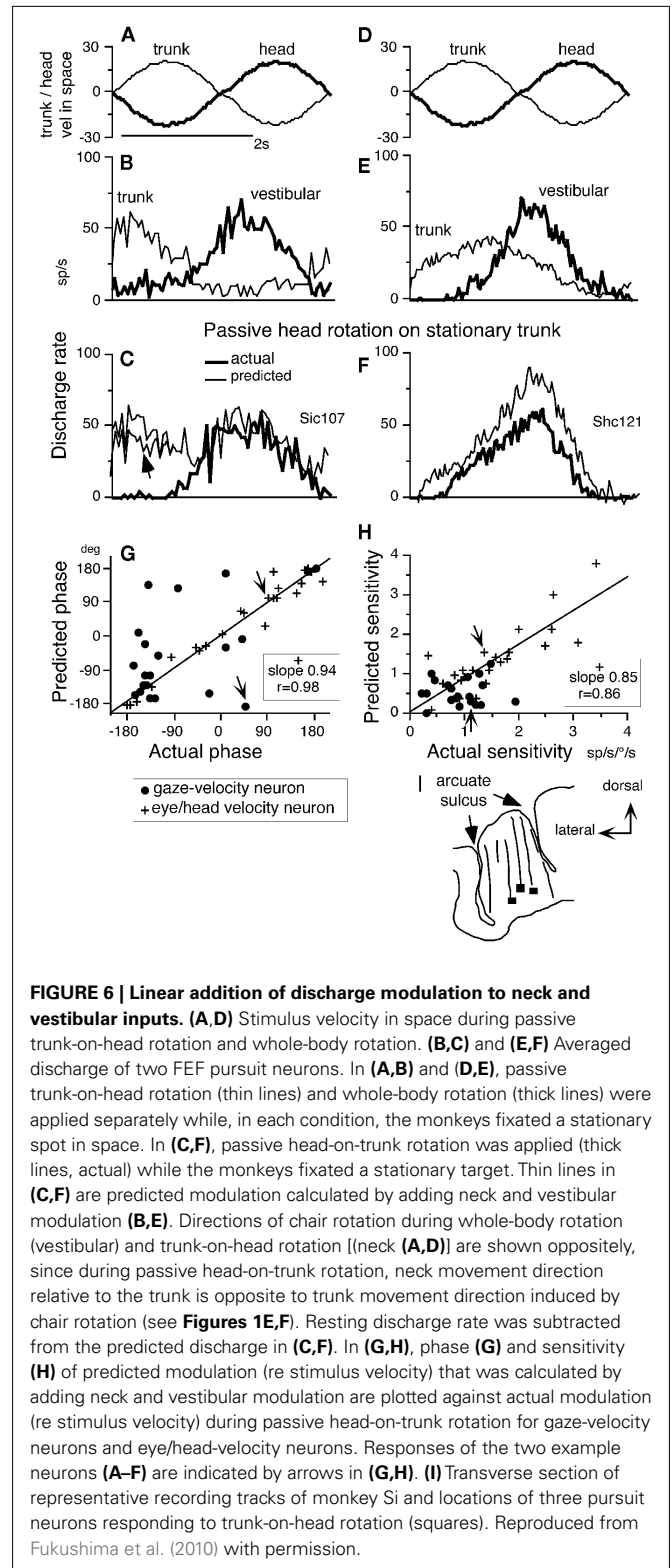 A
D
30
trunk
head
trunk
head
0
trunk / head
vel in space
-30
2s
100
B
100
E
trunk
vestibular
vestibular
50
50
trunk
sp/s
0
0
Passive head rotation on stationary trunk
100
C
actual
predicted
100
F
Discharge rate
50
Sic107
50
Shc121
0
0
deg
G
H
180
90
0
-90
-180
Predicted phase
slope 0.94
r=0.98
-180
-90
0
90
180
Actual phase
4
3
2
1
0
Predicted sensitivity
slope 0.85
r=0.86
0
1
2
3
4
Actual sensitivity
sp/s/°/s
gaze-velocity neuron
+ eye/head velocity neuron
I
arcuate
sulcus
dorsal
lateral
FIGURE 6 | Linear addition of discharge modulation to neck and
vestibular inputs. (A,D) Stimulus velocity in space during passive
trunk-on-head rotation and whole-body rotation. (B,C) and (E,F) Averaged
discharge of two FEF pursuit neurons. In (A,B) and (D,E), passive
trunk-on-head rotation (thin lines) and whole-body rotation (thick lines) were
applied separately while, in each condition, the monkeys fixated a stationary
spot in space. In (C,F), passive head-on-trunk rotation was applied (thick
lines, actual) while the monkeys fixated a stationary target. Thin lines in
(C,F) are predicted modulation calculated by adding neck and vestibular
modulation (B,E). Directions of chair rotation during whole-body rotation
(vestibular) and trunk-on-head rotation [(neck (A,D)] are shown oppositely,
since during passive head-on-trunk rotation, neck movement direction
relative to the trunk is opposite to trunk movement direction induced by
chair rotation (see Figures 1E,F). Resting discharge rate was subtracted
from the predicted discharge in (C,F). In (G,H), phase (G) and sensitivity
(H) of predicted modulation (re stimulus velocity) that was calculated by
adding neck and vestibular modulation are plotted against actual modulation
(re stimulus velocity) during passive head-on-trunk rotation for gaze-velocity
neurons and eye/head-velocity neurons. Responses of the two example
neurons (A–F) are indicated by arrows in (G,H). (I) Transverse section of
representative recording tracks of monkey Si and locations of three pursuit
neurons responding to trunk-on-head rotation (squares). Reproduced from
Fukushima et al. (2010) with permission.